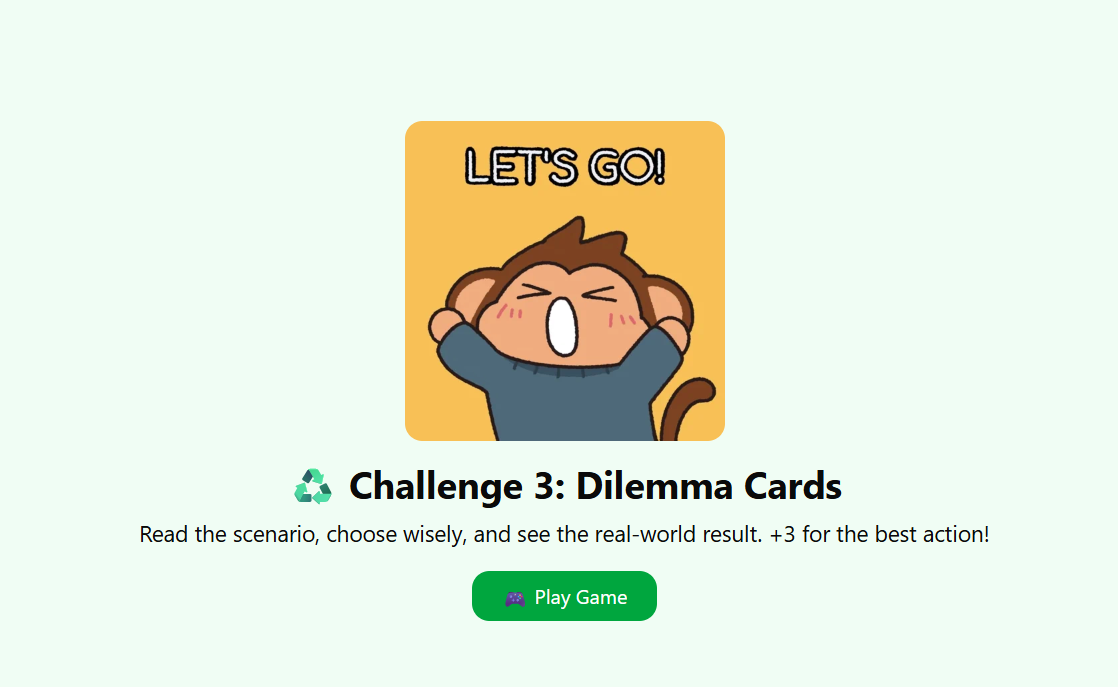 LET'S GO!
Challenge 3: Dilemma Cards
Read the scenario, choose wisely, and see the real-world result. +3 for the best action!
Play Game